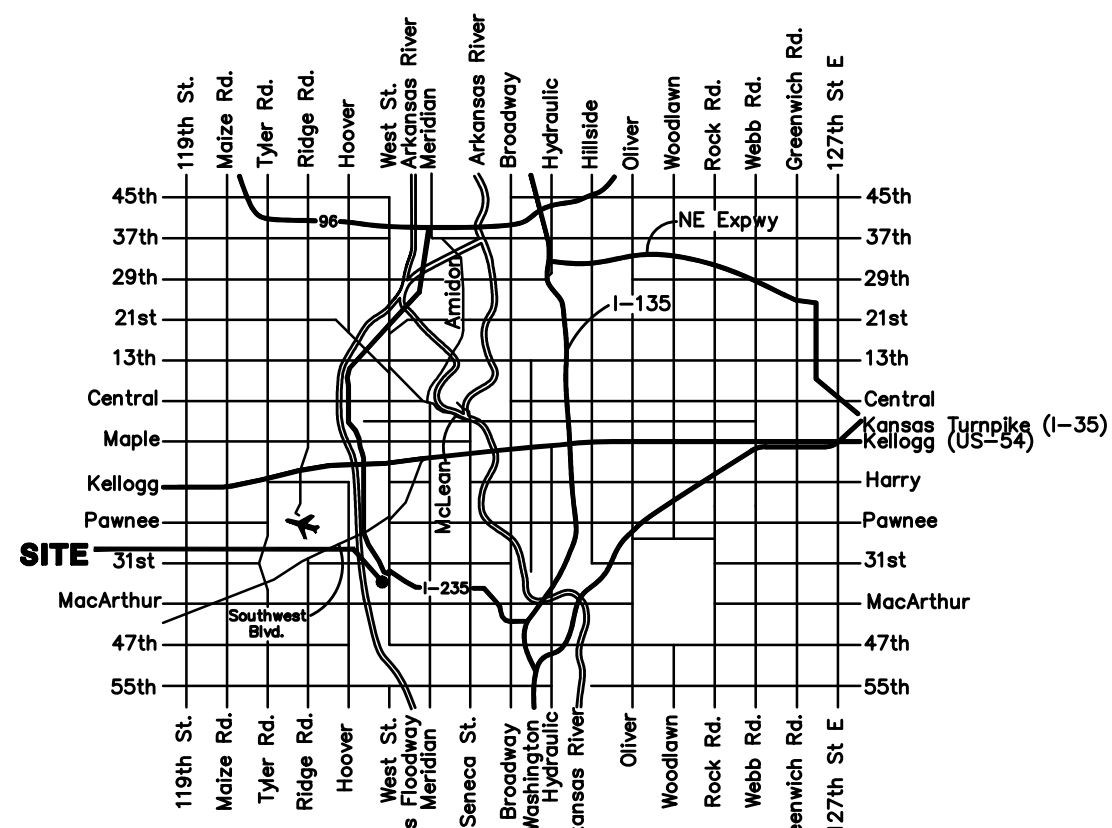 119th St.
Maize Rd.
Tyler Rd.
Ridge Rd.
Hoover
West St.
Arkansas River
Meridian
Arkansas River
Broadway
Hydraulic
Hillside
Oliver
Woodlawn
Rock Rd.
Webb Rd.
Greenwich Rd.
127th St E
45th
37th
29th
21st
13th
Central
Maple
Kellogg
Pawnee
SITE
31st
MacArthur
47th
55th
96
NE Expwy
Amidon
I-135
McLean
I-235
Southwest
Blvd.
45th
37th
29th
21st
13th
Central
Kansas Turnpike (I-35)
Kellogg (US-54)
Harry
Pawnee
31st
MacArthur
47th
55th
119th St.
Maize Rd.
Tyler Rd.
Ridge Rd.
Hoover
West St.
s Floodway
Meridian
Seneca St.
Broadway
Washington
Hydraulic
ansas River
Oliver
Woodlawn
Rock Rd.
Webb Rd.
eenwich Rd.
127th St E